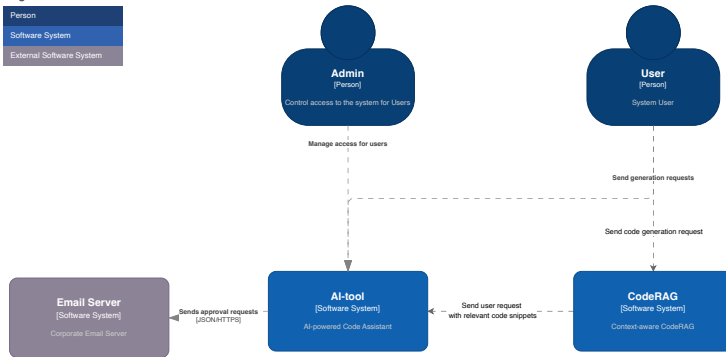 Person
Software System
External Software System
Admin
[Person]
Control access to the system for Users
User
[Person]
System User
Manage access for users
Send generation requests
Send code generation request
Email Server
[Software System]
Corporate Email Server
Sends approval requests
[JSON/HTTPS]
AI-tool
[Software System]
AI-powered Code Assistant
Send user request
with relevant code snippets
CodeRAG
[Software System]
Context-aware CodeRAG